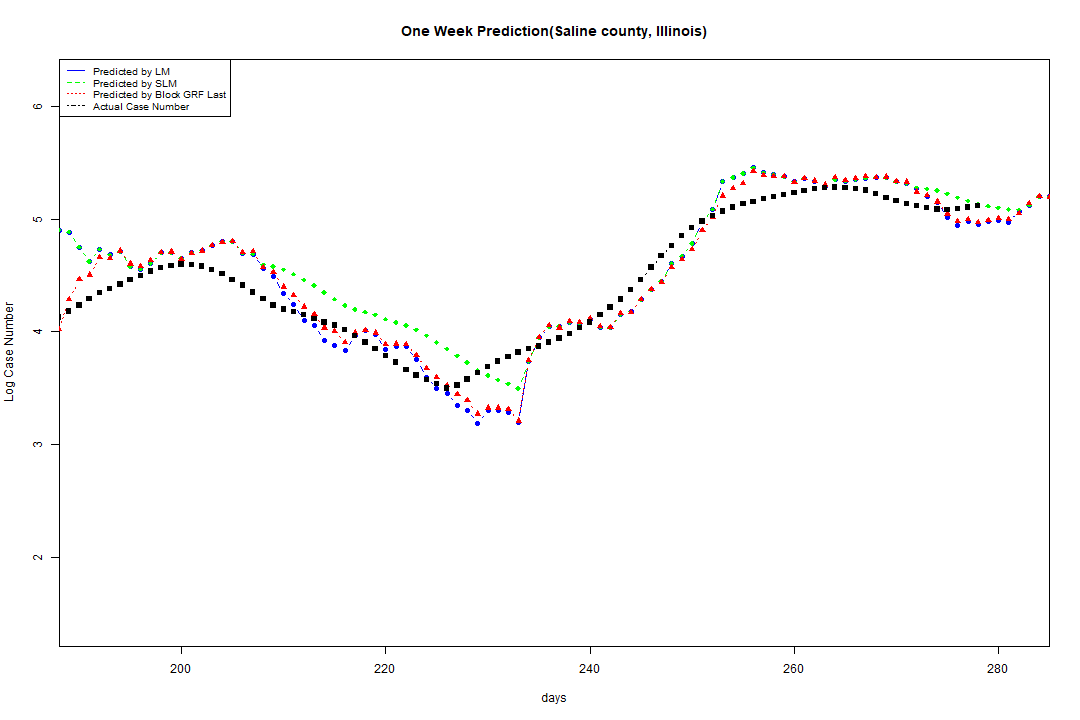 One Week Prediction(Saline county, Illinois)
Predicted by LM
Predicted by SLM
Predicted by Block GRF Last
Actual Case Number
Log Case Number
6
5
4
3
2
200 220 240 260 280
days